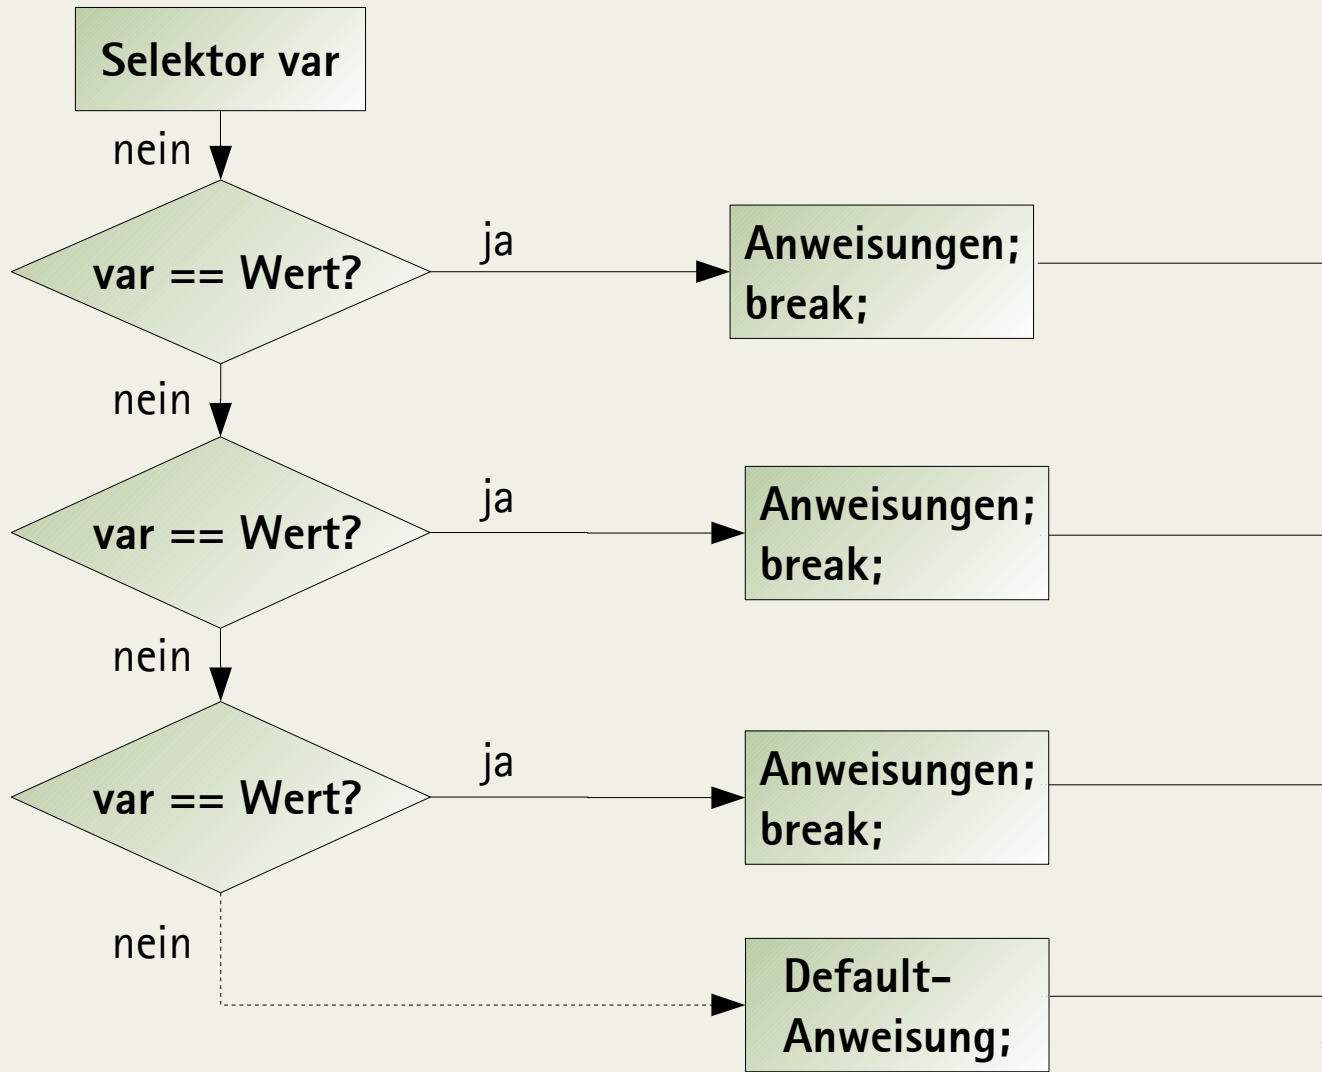 Selektor var
nein
var == Wert?
ja
Anweisungen;
break;
nein
var == Wert?
ja
Anweisungen;
break;
nein
var == Wert?
ja
Anweisungen;
break;
nein
Default-
Anweisung;